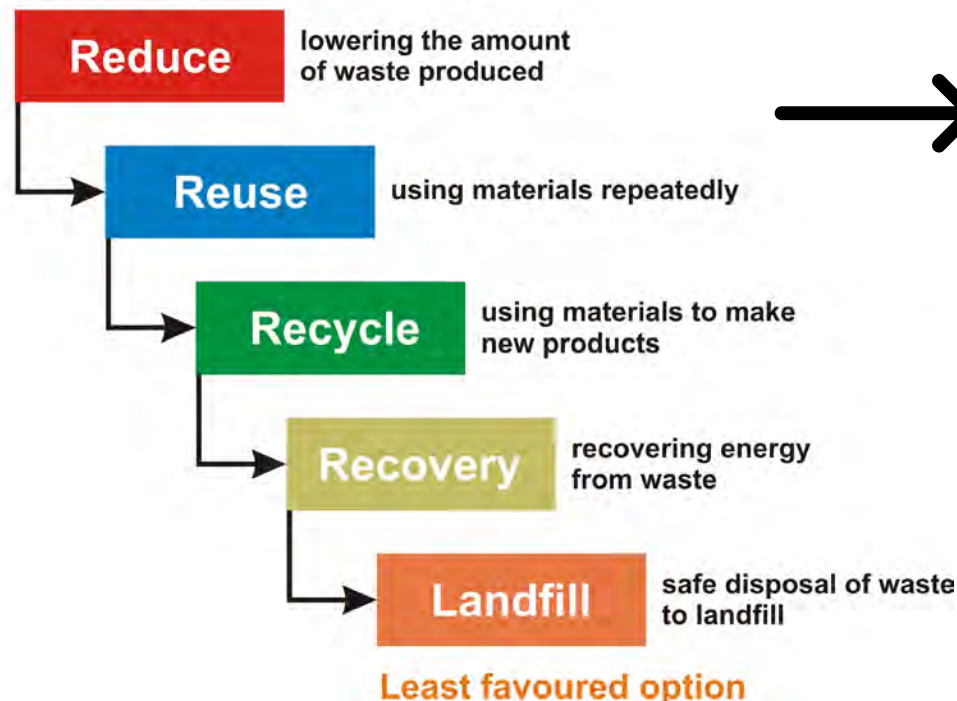 Reduce
lowering the amount
of waste produced
Reuse
using materials repeatedly
Recycle
using materials to make
new products
Recovery
recovering energy
from waste
Landfill
safe disposal of waste
to landfill
Least favoured option